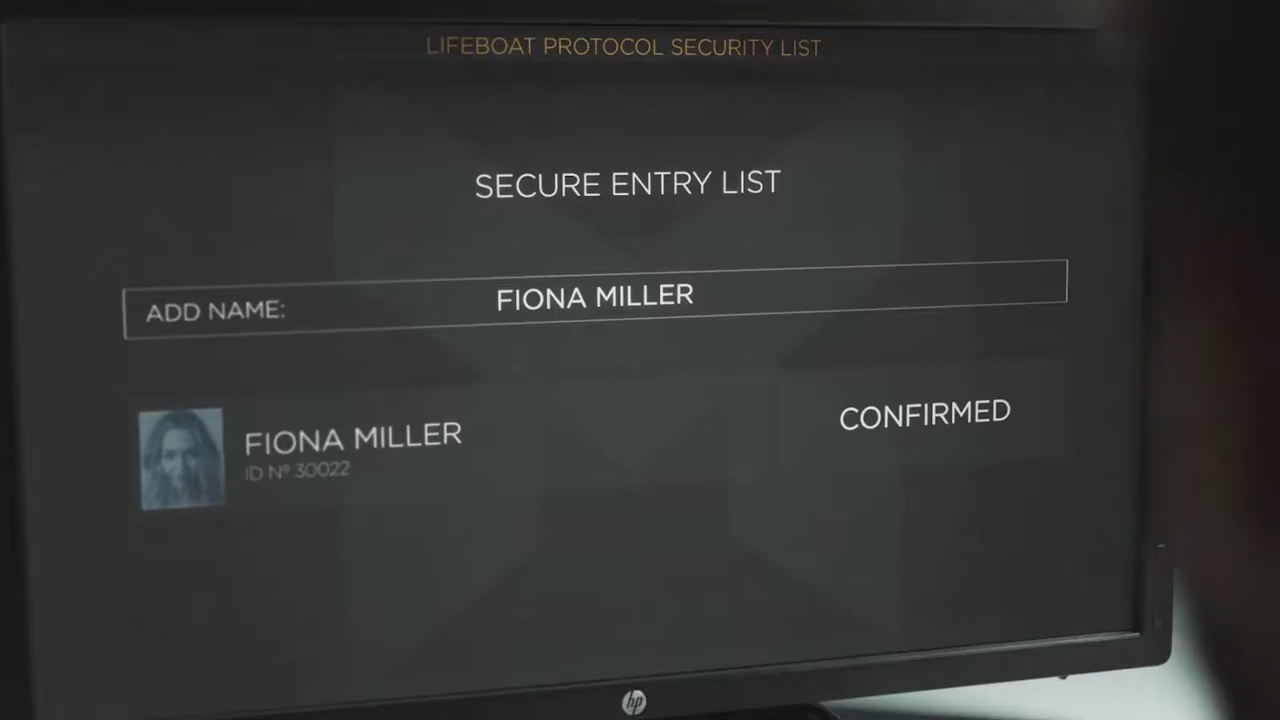 LIFEBOAT PROTOCOL SECURITY LIST
SECURE ENTRY LIST
ADD NAME: FIONA MILLER
FIONA MILLER
CONFIRMED
ID Nº 30022
hp